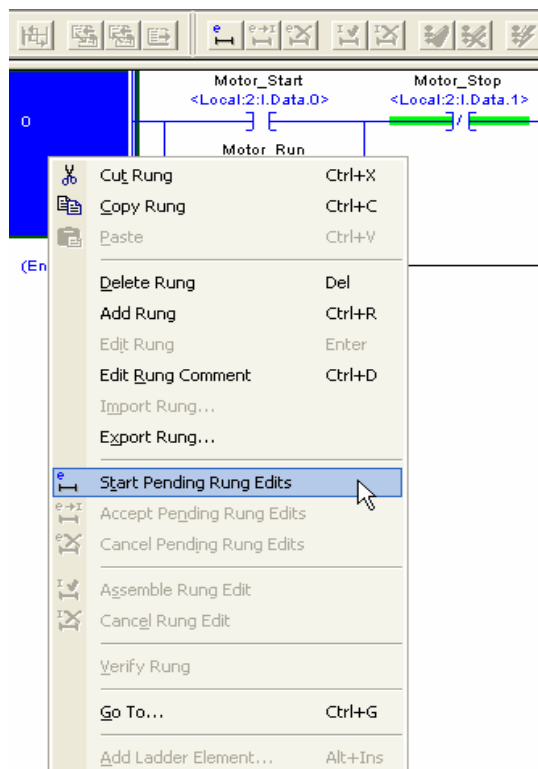 Motor_Start Motor_Stop
<Local:2:I.Data.0> <Local:2:I.Data.1>
0
Motor_Run
Cut Rung Ctrl+X
Copy Rung Ctrl+C
Paste Ctrl+V
(En
Delete Rung Del
Add Rung Ctrl+R
Edit Rung Enter
Edit Rung Comment Ctrl+D
Import Rung...
Export Rung...
e Start Pending Rung Edits
e→I Accept Pending Rung Edits
e Cancel Pending Rung Edits
I Assemble Rung Edit
I Cancel Rung Edit
Verify Rung
Go To... Ctrl+G
Add Ladder Element... Alt+Ins